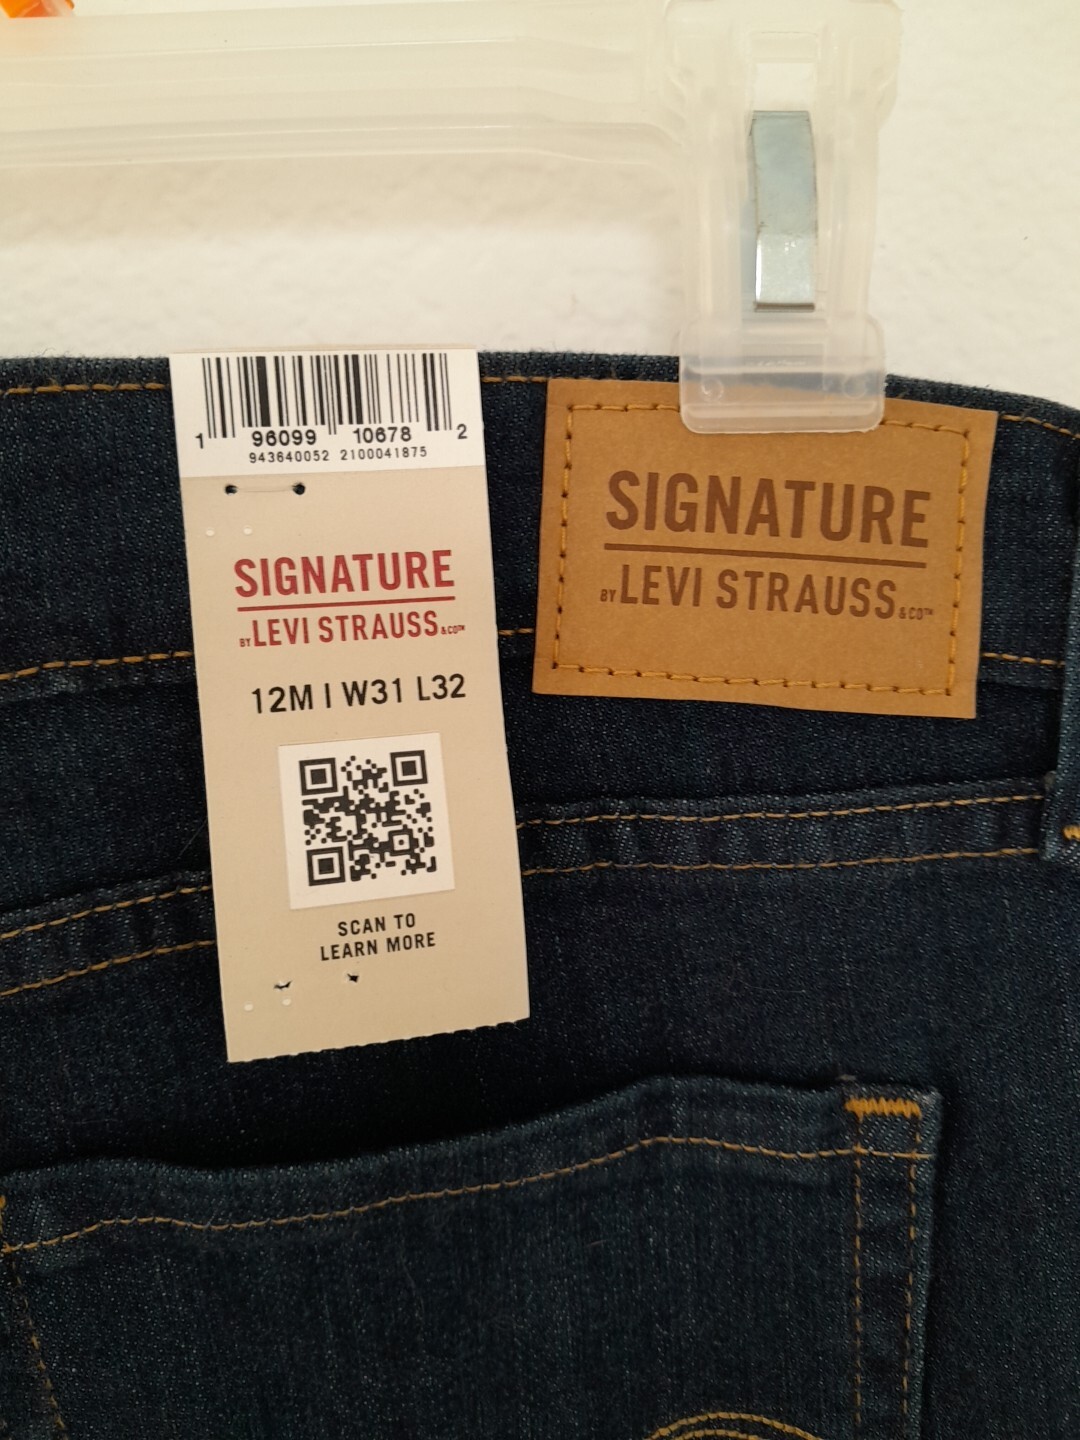 1 96099 10678 2
943640052 2100041875
SIGNATURE
BY LEVI STRAUSS & CO™
12M | W31 L32
SCAN TO
LEARN MORE
SIGNATURE
BY LEVI STRAUSS & CO™